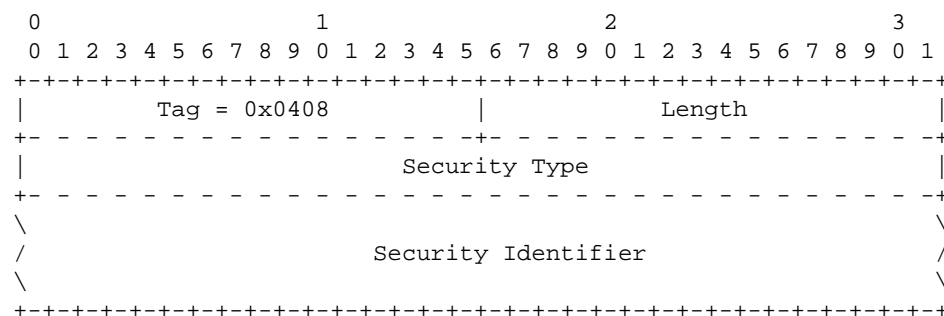 0                   1                   2                   3
 0 1 2 3 4 5 6 7 8 9 0 1 2 3 4 5 6 7 8 9 0 1 2 3 4 5 6 7 8 9 0 1
+-+-+-+-+-+-+-+-+-+-+-+-+-+-+-+-+-+-+-+-+-+-+-+-+-+-+-+-+-+-+-+-+
|         Tag = 0x0408          |            Length             |
+- - - - - - - - - - - - - - - -+- - - - - - - - - - - - - - - -+
|                          Security Type                        |
+- - - - - - - - - - - - - - - - - - - - - - - - - - - - - - - -+
\                                                               \
/                        Security Identifier                    /
\                                                               \
+-+-+-+-+-+-+-+-+-+-+-+-+-+-+-+-+-+-+-+-+-+-+-+-+-+-+-+-+-+-+-+-+